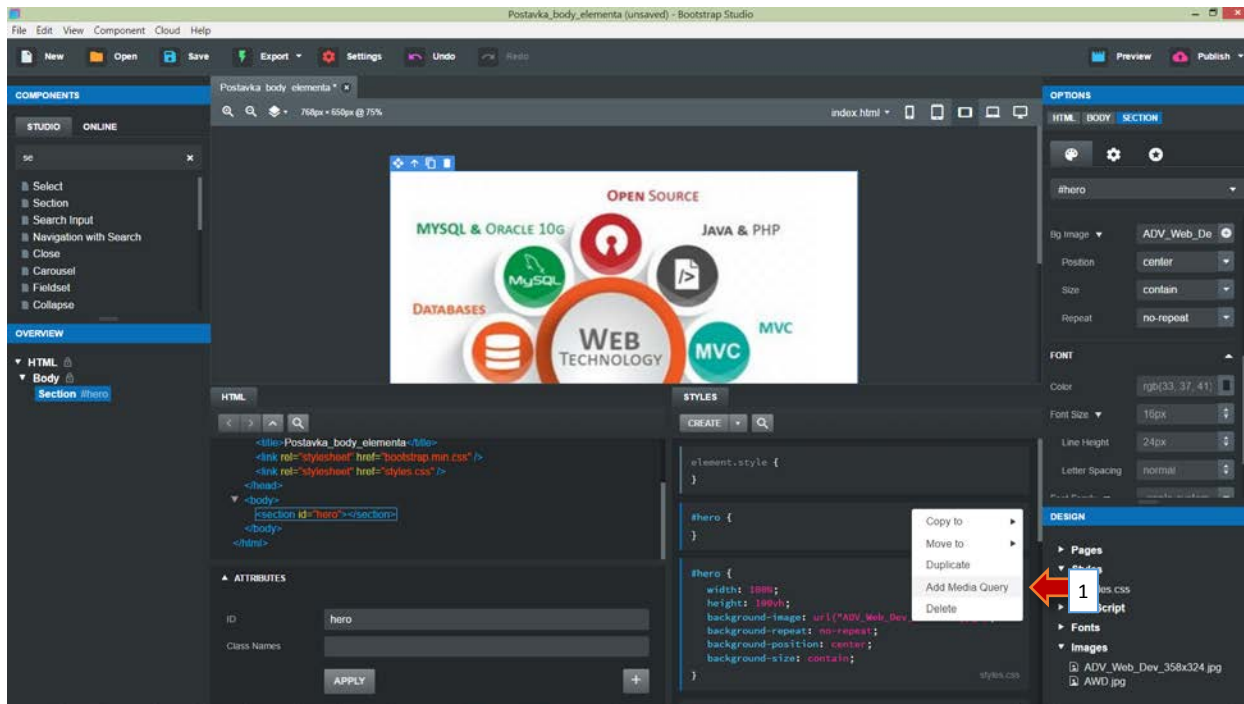 Postavka_body_elementa (unsaved) - Bootstrap Studio
File Edit View Component Cloud Help
New Open Save Export Settings Undo Redo Preview Publish
COMPONENTS
STUDIO ONLINE
se
Select
Section
Search Input
Navigation with Search
Close
Carousel
Fieldset
Collapse
OVERVIEW
HTML
Body
Section #hero
Postavka body elementa *
768px × 650px @ 75%
index.html
OPEN SOURCE
MYSQL & ORACLE 10G
JAVA & PHP
MySQL
DATABASES
WEB
TECHNOLOGY
MVC
MVC
HTML
<title>Postavka_body_elementa</title>
<link rel="stylesheet" href="bootstrap.min.css" />
<link rel="stylesheet" href="styles.css" />
</head>
<body>
<section id="hero"></section>
</body>
</html>
ATTRIBUTES
ID hero
Class Names
APPLY +
STYLES
CREATE
element.style {
}
#hero {
}
#hero {
width: 100%;
height: 100vh;
background-image: url("ADV_Web_Dev_
background-repeat: no-repeat;
background-position: center;
background-size: contain;
}
styles.css
Copy to
Move to
Duplicate
Add Media Query
Delete
1
OPTIONS
HTML BODY SECTION
#hero
Bg Image ADV_Web_De
Position center
Size contain
Repeat no-repeat
FONT
Color rgb(33, 37, 41)
Font Size 16px
Line Height 24px
Letter Spacing normal
DESIGN
Pages
Styles
les.css
Script
Fonts
Images
ADV_Web_Dev_358x324.jpg
AWD.jpg